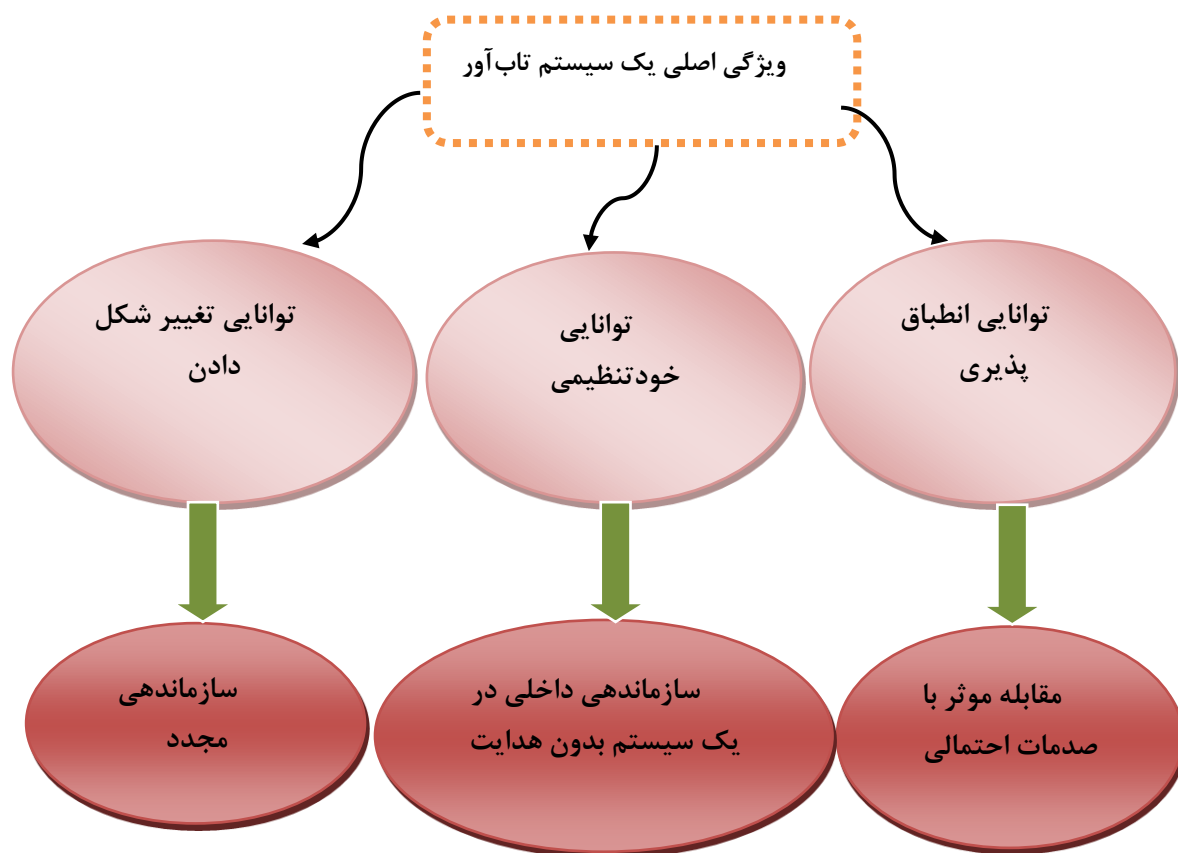 ویژگی اصلی یک سیستم تاب‌آور
توانایی انطباق
پذیری
توانایی
خودتنظیمی
توانایی تغییر شکل
دادن
مقابله موثر با
صدمات احتمالی
سازماندهی داخلی در
یک سیستم بدون هدایت
سازماندهی
مجدد